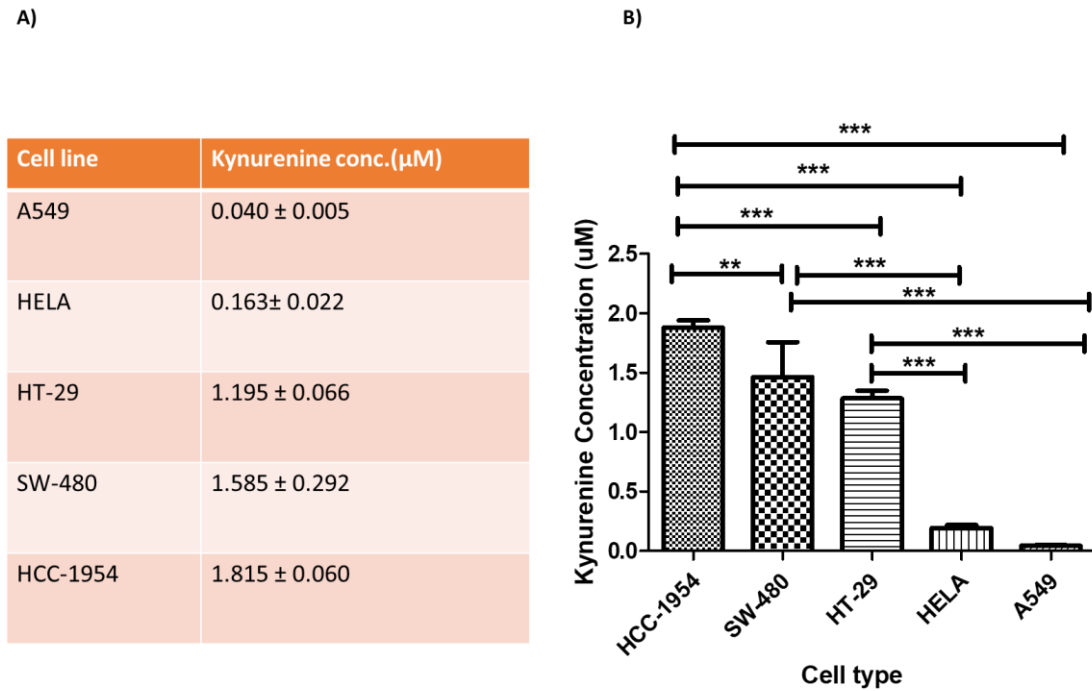 A)
Cell line Kynurenine conc.(µM)
A549 0.040 ± 0.005
HELA 0.163± 0.022
HT-29 1.195 ± 0.066
SW-480 1.585 ± 0.292
HCC-1954 1.815 ± 0.060
B)
***
***
***
** ***
***
***
***
Kynurenine Concentration (uM)
2.5
2.0
1.5
1.0
0.5
0.0
HCC-1954
SW-480
HT-29
HELA
A549
Cell type